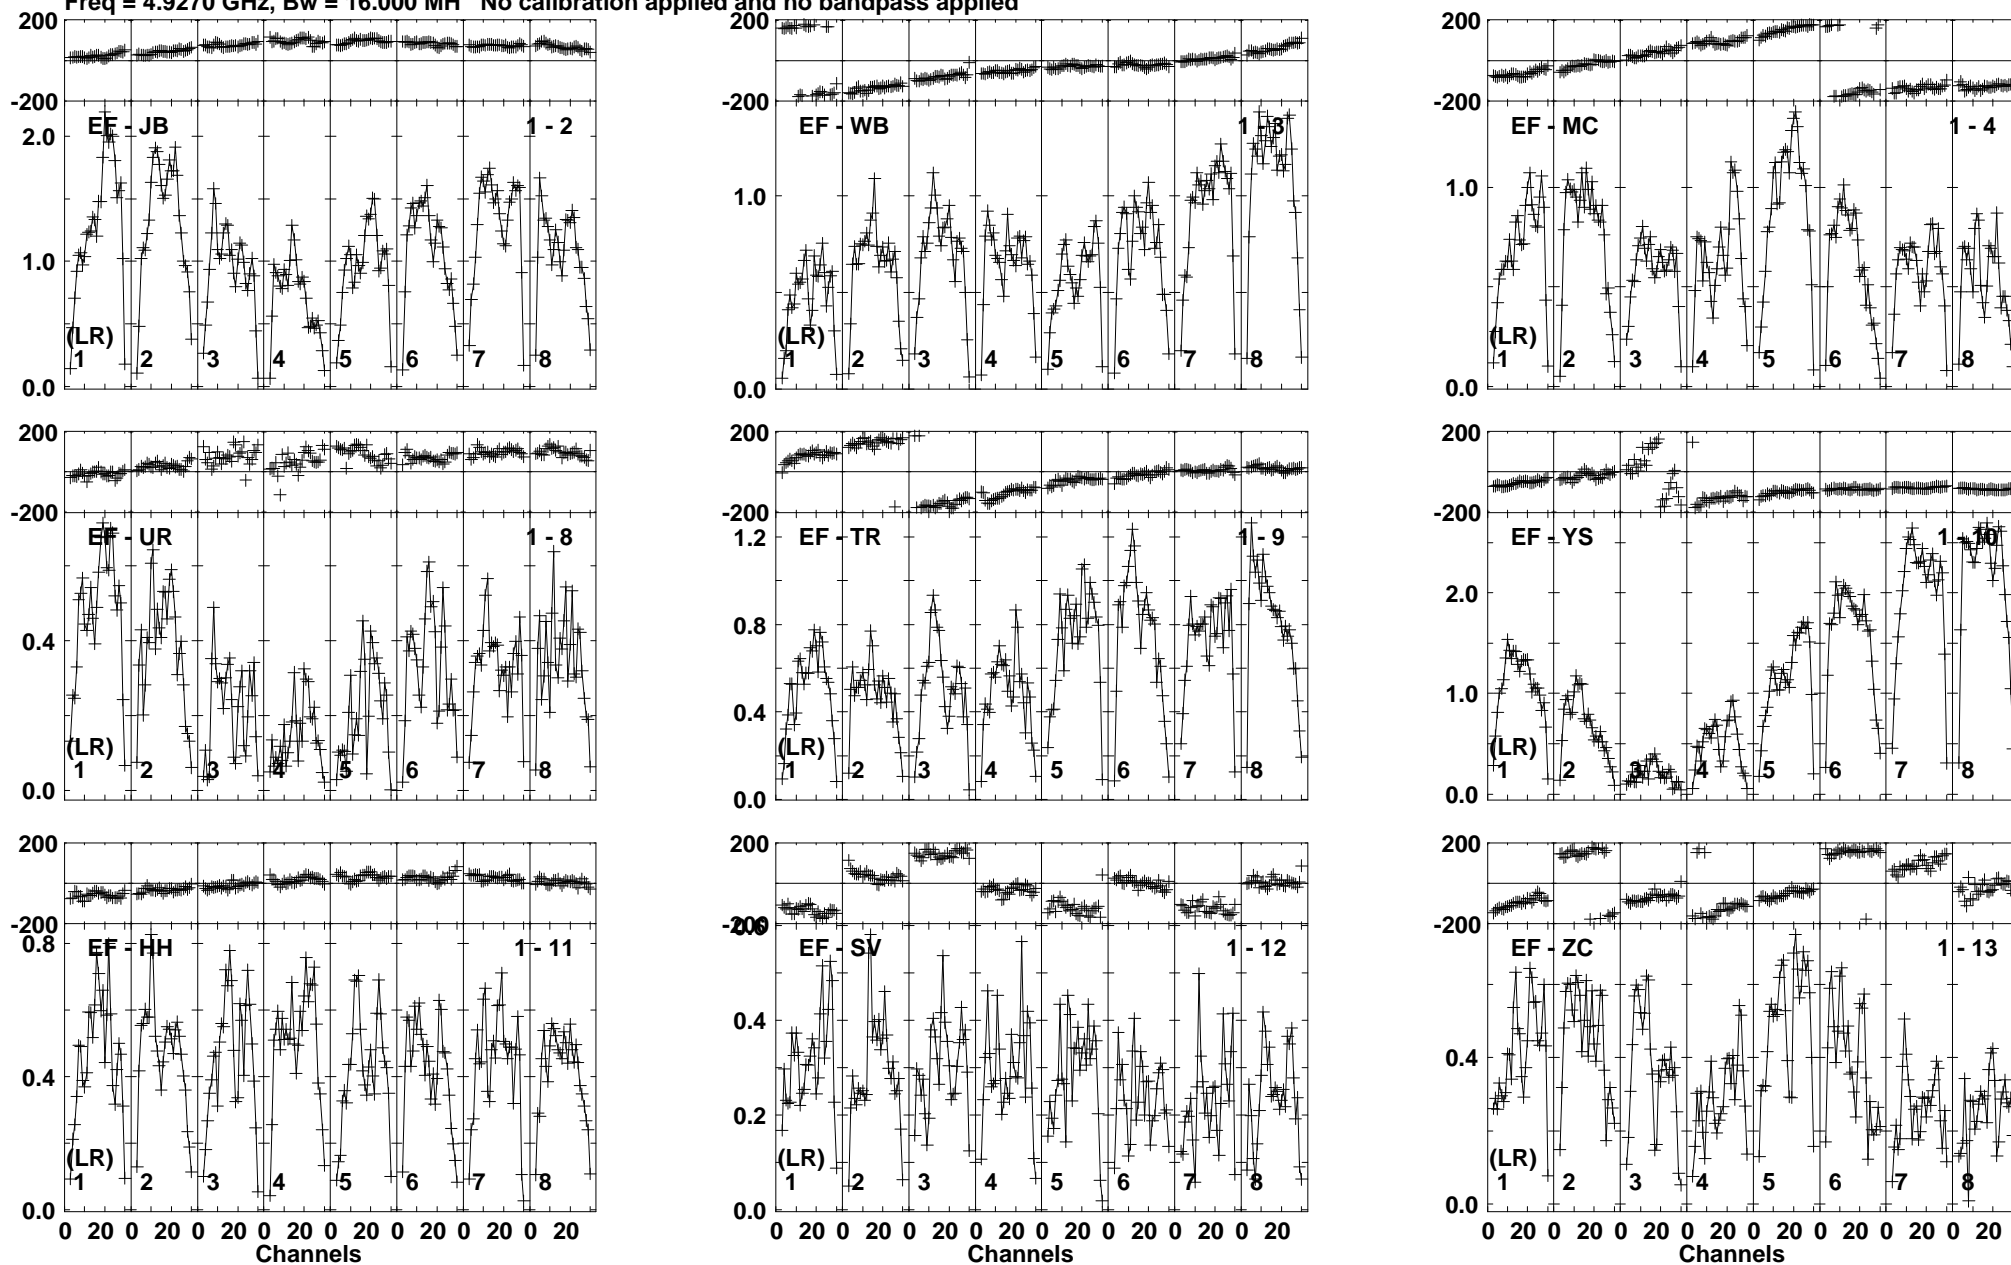 Freq = 4.9270 GHz, Bw = 16.000 MH No calibration applied and no bandpass applied
200 200 200
-200 -200 -200
EF - JB 1 - 2 EF - WB 1 - 3 EF - MC 1 - 4
2.0
1.0 1.0
1.0
(LR) (LR) (LR)
1 2 3 4 5 6 7 8 1 2 3 4 5 6 7 8 1 2 3 4 5 6 7 8
0.0 0.0 0.0
200 200 200
-200 -200 -200
EF - UR 1 - 8 EF - TR 1 - 9 EF - YS 1 - 10
1.2
2.0
0.4 0.8
0.4 1.0
(LR) (LR) (LR)
1 2 3 4 5 6 7 8 1 2 3 4 5 6 7 8 1 2 3 4 5 6 7 8
0.0 0.0 0.0
200 200 200
-200 -200 -200
0.6
0.8 EF - HH 1 - 11 EF - SV 1 - 12 EF - ZC 1 - 13
0.4 0.4 0.4
0.2
(LR) (LR) (LR)
1 2 3 4 5 6 7 8 1 2 3 4 5 6 7 8 1 2 3 4 5 6 7 8
0.0 0.0 0.0
0 20 0 20 0 20 0 20 0 20 0 20 0 20 0 20 0 20 0 20 0 20 0 20 0 20 0 20 0 20 0 20 0 20 0 20 0 20 0 20 0 20 0 20 0 20 0 20
Channels Channels Channels